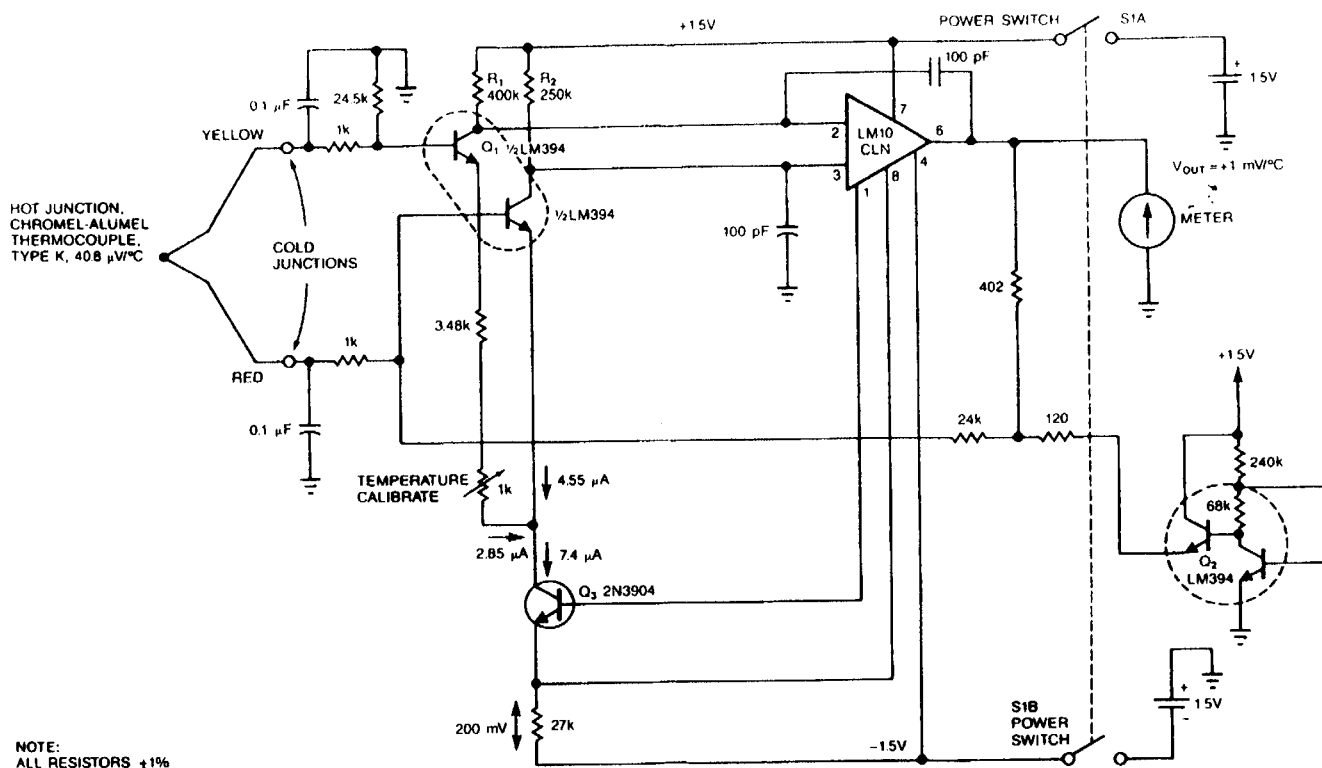 +1.5V
POWER SWITCH
S1A
100 pF
R1
400k
R2
250k
+
1.5V
0.1 µF
24.5k
YELLOW
1k
Q1 ½LM394
2
LM10
CLN
7
6
4
3
1
8
½LM394
VOUT = +1 mV/°C
METER
HOT JUNCTION,
CHROMEL-ALUMEL
THERMOCOUPLE,
TYPE K, 40.8 µV/°C
COLD
JUNCTIONS
100 pF
402
3.48k
1k
RED
+1.5V
0.1 µF
24k
120
240k
TEMPERATURE
CALIBRATE
1k
4.55 µA
68k
2.85 µA
7.4 µA
Q2
LM394
Q3 2N3904
S1B
POWER
SWITCH
+
1.5V
-
200 mV
27k
-1.5V
NOTE:
ALL RESISTORS ±1%